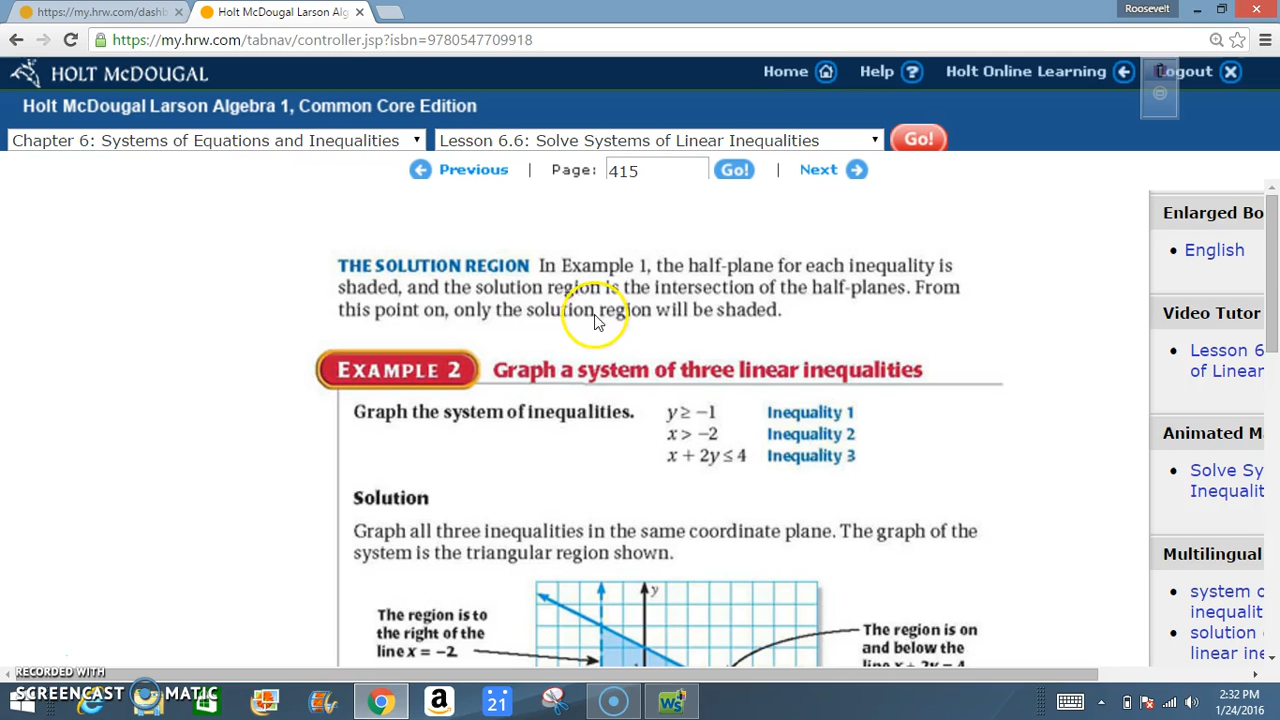 https://my.hrw.com/dashb
Holt McDougal Larson Alg
Roosevelt
https://my.hrw.com/tabnav/controller.jsp?isbn=9780547709918
HOLT MCDOUGAL
Home
Help
Holt Online Learning
Logout
Holt McDougal Larson Algebra 1, Common Core Edition
Chapter 6: Systems of Equations and Inequalities
Lesson 6.6: Solve Systems of Linear Inequalities
Go!
Previous | Page: 415 Go! | Next
THE SOLUTION REGION In Example 1, the half-plane for each inequality is
shaded, and the solution region is the intersection of the half-planes. From
this point on, only the solution region will be shaded.
EXAMPLE 2 Graph a system of three linear inequalities
Graph the system of inequalities.
y ≥ −1 Inequality 1
x > −2 Inequality 2
x + 2y ≤ 4 Inequality 3
Solution
Graph all three inequalities in the same coordinate plane. The graph of the
system is the triangular region shown.
The region is to
the right of the
line x = −2.
y
The region is on
and below the
line x + 2y = 4
Enlarged Bo
English
Video Tutor
Lesson 6
of Linear
Animated M
Solve Sy
Inequalit
Multilingual
system o
inequalit
solution
linear ine
RECORDED WITH
SCREENCAST MATIC
21
WS
2:32 PM
1/24/2016